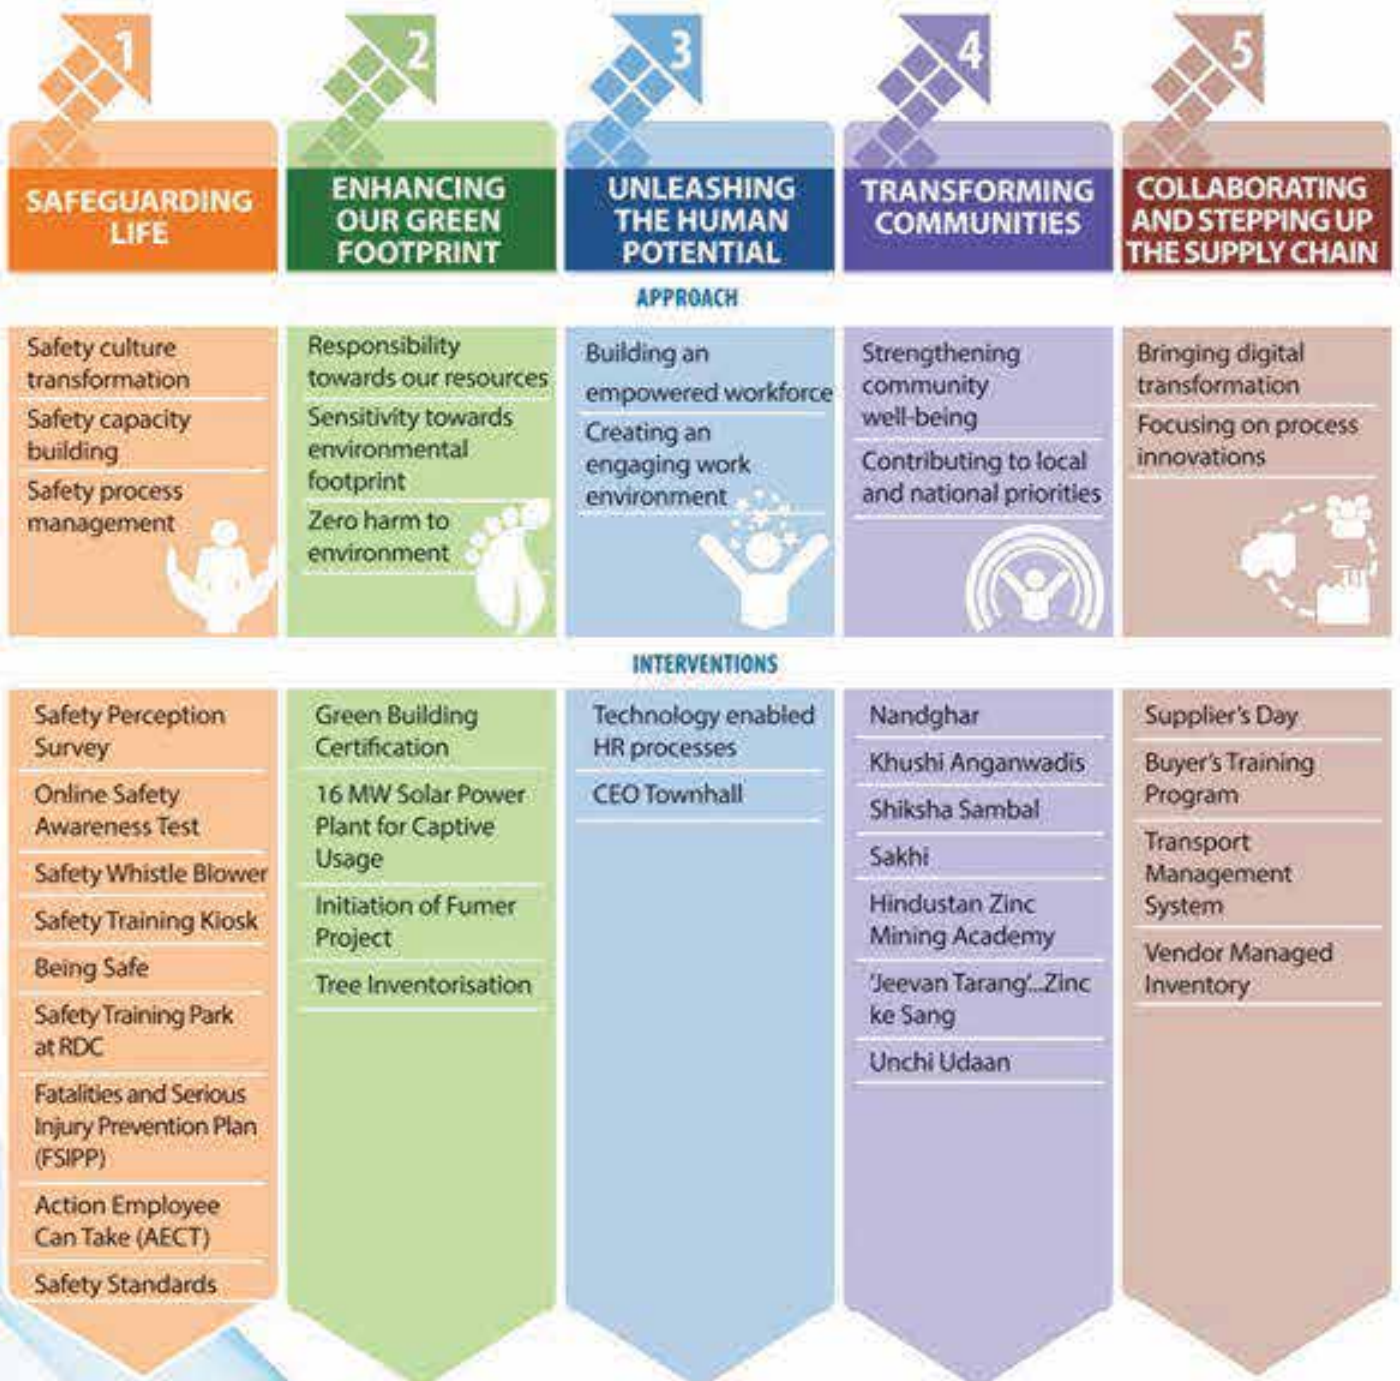 1
SAFEGUARDING
LIFE
2
ENHANCING
OUR GREEN
FOOTPRINT
3
UNLEASHING
THE HUMAN
POTENTIAL
4
TRANSFORMING
COMMUNITIES
5
COLLABORATING
AND STEPPING UP
THE SUPPLY CHAIN
APPROACH
Safety culture
transformation
Safety capacity
building
Safety process
management
Responsibility
towards our resources
Sensitivity towards
environmental
footprint
Zero harm to
environment
Building an
empowered workforce
Creating an
engaging work
environment
Strengthening
community
well-being
Contributing to local
and national priorities
Bringing digital
transformation
Focusing on process
innovations
INTERVENTIONS
Safety Perception
Survey
Online Safety
Awareness Test
Safety Whistle Blower
Safety Training Kiosk
Being Safe
Safety Training Park
at RDC
Fatalities and Serious
Injury Prevention Plan
(FSIPP)
Action Employee
Can Take (AECT)
Safety Standards
Green Building
Certification
16 MW Solar Power
Plant for Captive
Usage
Initiation of Fumer
Project
Tree Inventorisation
Technology enabled
HR processes
CEO Townhall
Nandghar
Khushi Anganwadis
Shiksha Sambal
Sakhi
Hindustan Zinc
Mining Academy
'Jeevan Tarang'...Zinc
ke Sang
Unchi Udaan
Supplier's Day
Buyer's Training
Program
Transport
Management
System
Vendor Managed
Inventory